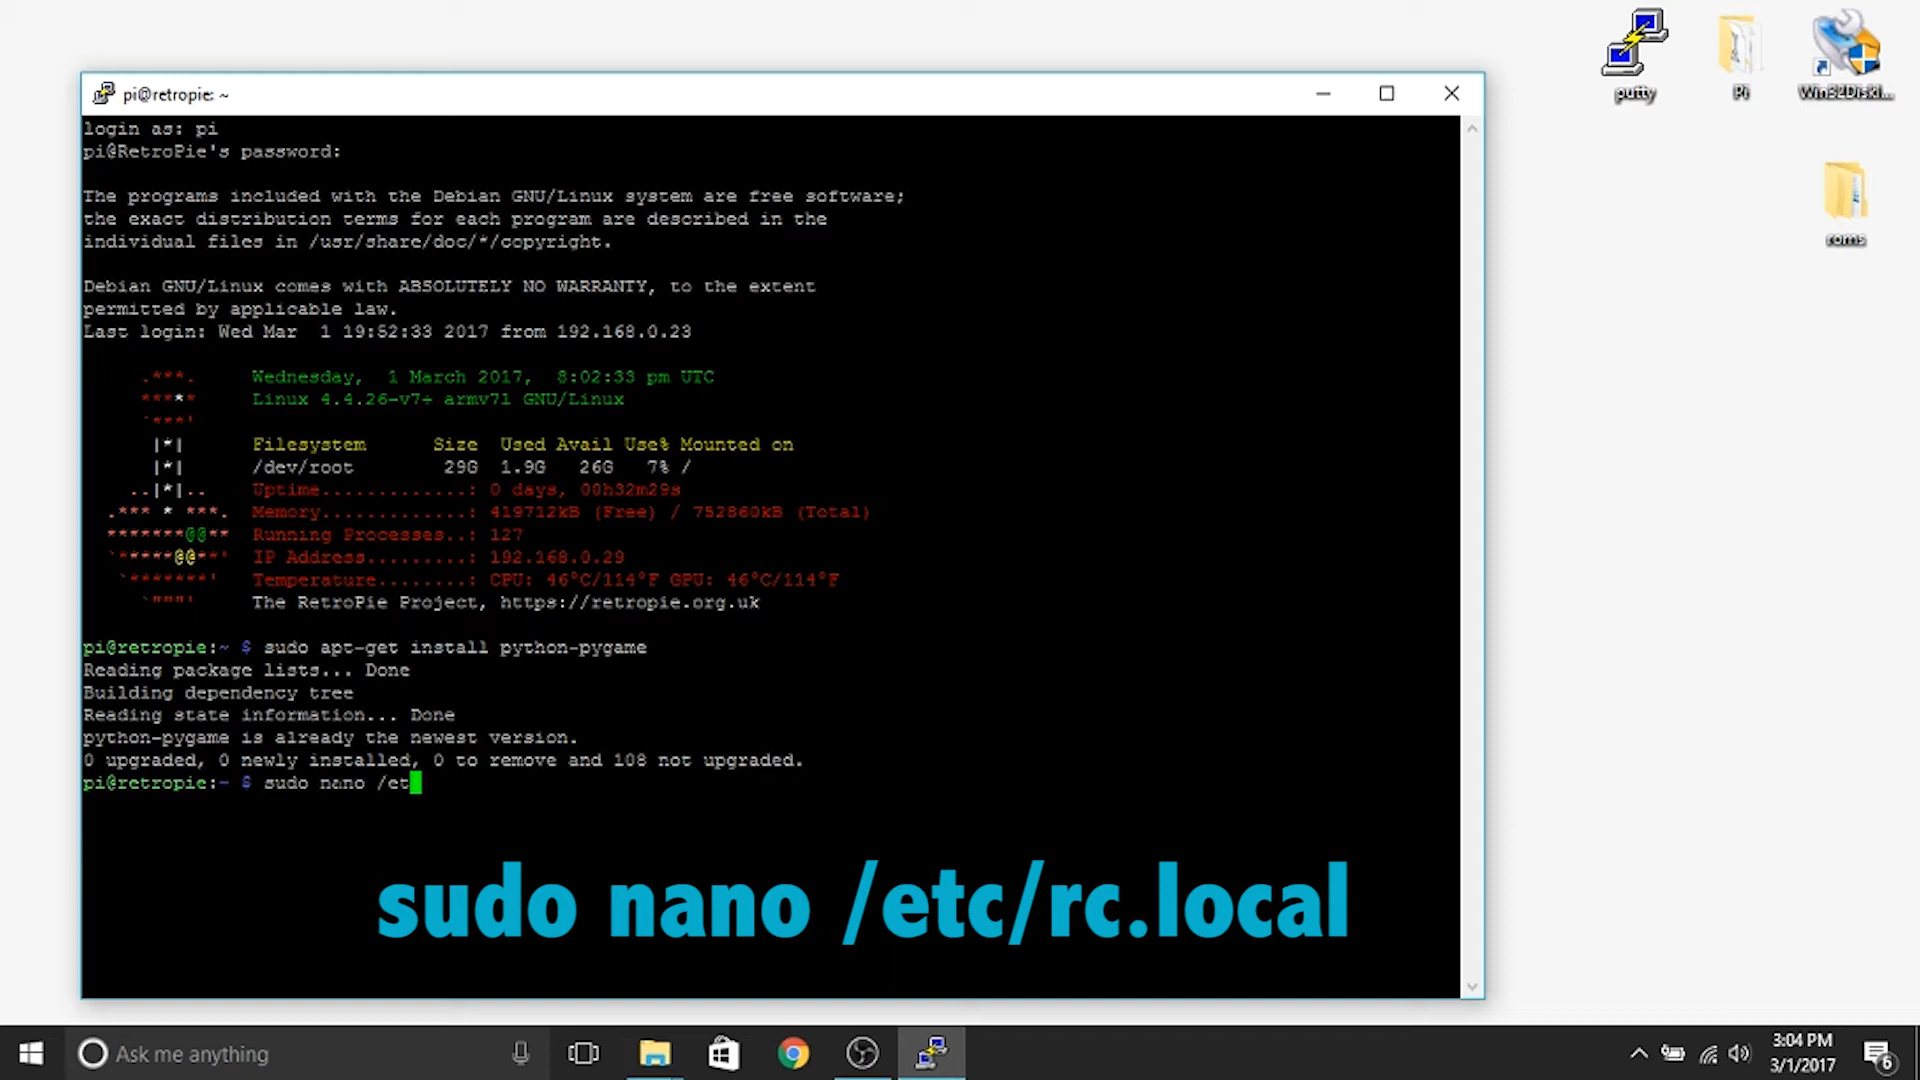 putty
Pi
Win32Diski...
roms
pi@retropie: ~
login as: pi
pi@RetroPie's password:
The programs included with the Debian GNU/Linux system are free software;
the exact distribution terms for each program are described in the
individual files in /usr/share/doc/*/copyright.
Debian GNU/Linux comes with ABSOLUTELY NO WARRANTY, to the extent
permitted by applicable law.
Last login: Wed Mar  1 19:52:33 2017 from 192.168.0.23
.***.    Wednesday,  1 March 2017,  8:02:33 pm UTC
*****    Linux 4.4.26-v7+ armv7l GNU/Linux
`***'
|*|    Filesystem      Size  Used Avail Use% Mounted on
|*|    /dev/root        29G  1.9G   26G   7% /
..|*|..    Uptime.............: 0 days, 00h32m29s
.*** * ***.    Memory.............: 419712kB (Free) / 752860kB (Total)
*******@@**    Running Processes..: 127
`*****@@**'    IP Address.........: 192.168.0.29
`*******'    Temperature........: CPU: 46°C/114°F GPU: 46°C/114°F
`"""'    The RetroPie Project, https://retropie.org.uk
pi@retropie:~ $ sudo apt-get install python-pygame
Reading package lists... Done
Building dependency tree
Reading state information... Done
python-pygame is already the newest version.
0 upgraded, 0 newly installed, 0 to remove and 108 not upgraded.
pi@retropie:~ $ sudo nano /et
sudo nano /etc/rc.local
Ask me anything
3:04 PM
3/1/2017
6